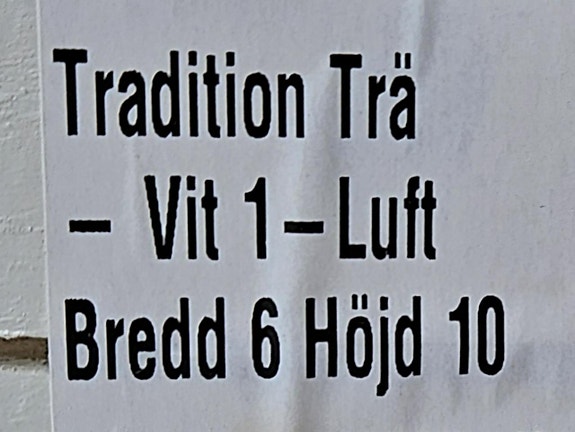 Tradition Trä
– Vit 1–Luft
Bredd 6 Höjd 10